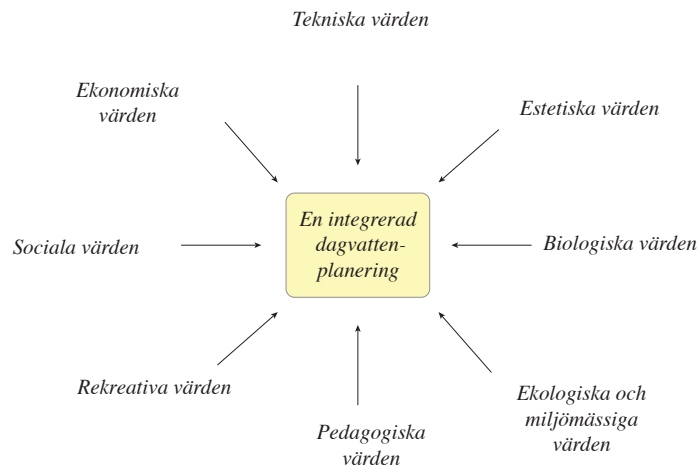 Tekniska värden
Ekonomiska
värden
Estetiska värden
En integrerad
dagvatten-
planering
Sociala värden
Biologiska värden
Rekreativa värden
Ekologiska och
miljömässiga
värden
Pedagogiska
värden